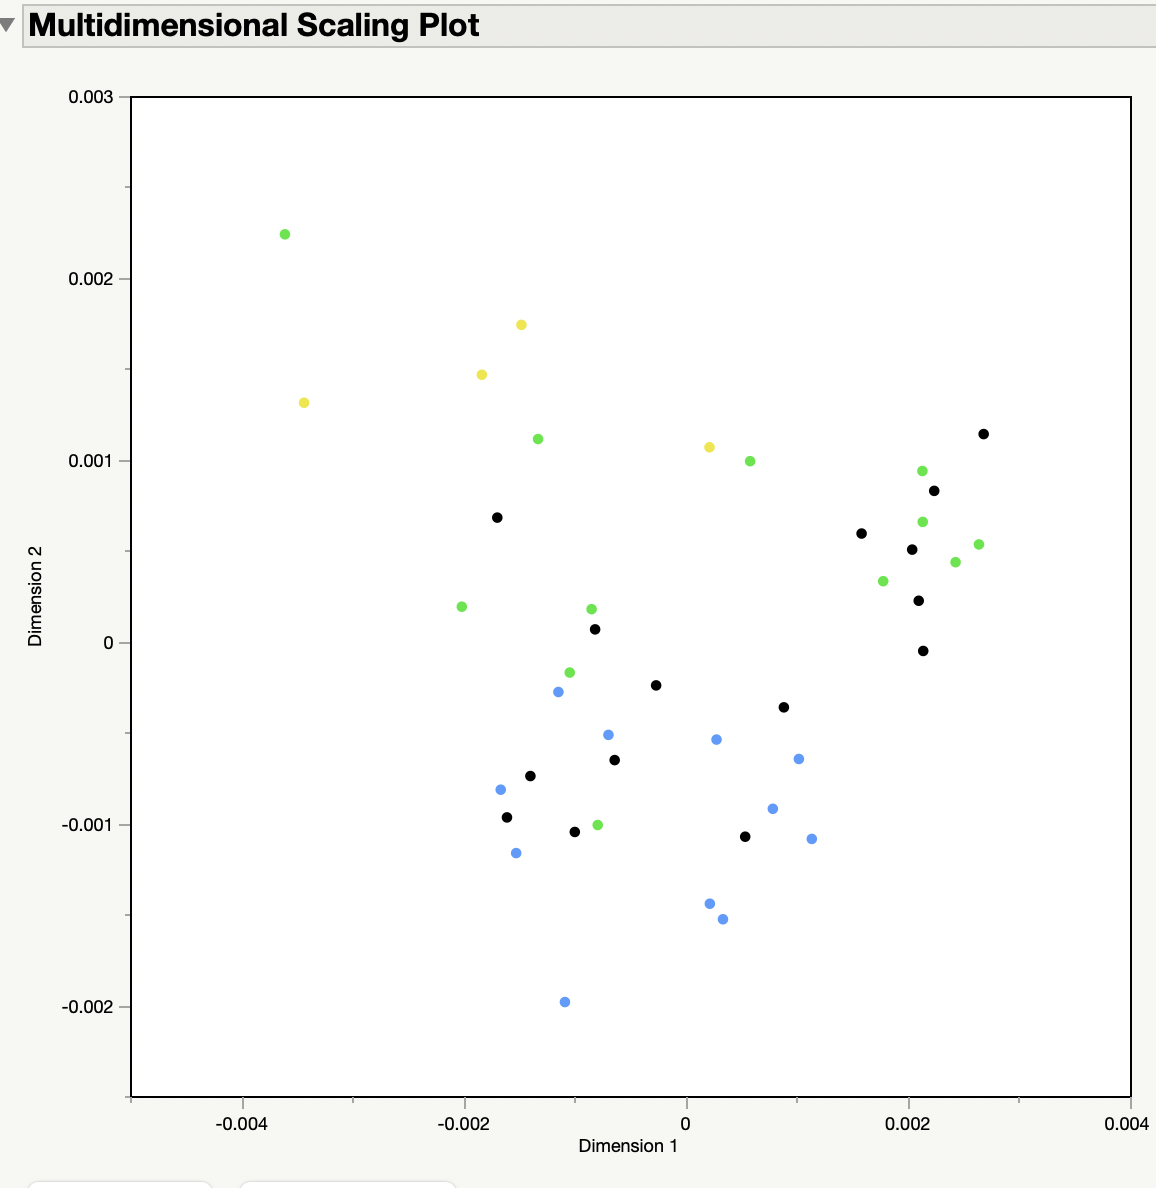 Multidimensional Scaling Plot
0.003
0.002
0.001
0
-0.001
-0.002
Dimension 2
-0.004 -0.002 0 0.002 0.004
Dimension 1